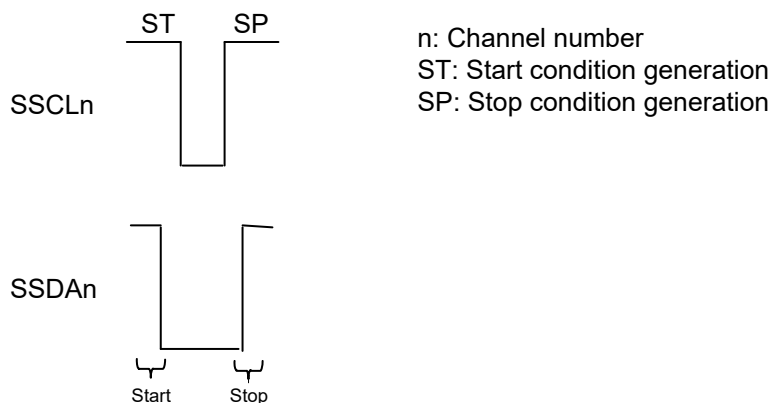 ST SP
SSCLn
n: Channel number
ST: Start condition generation
SP: Stop condition generation
SSDAn
Start Stop